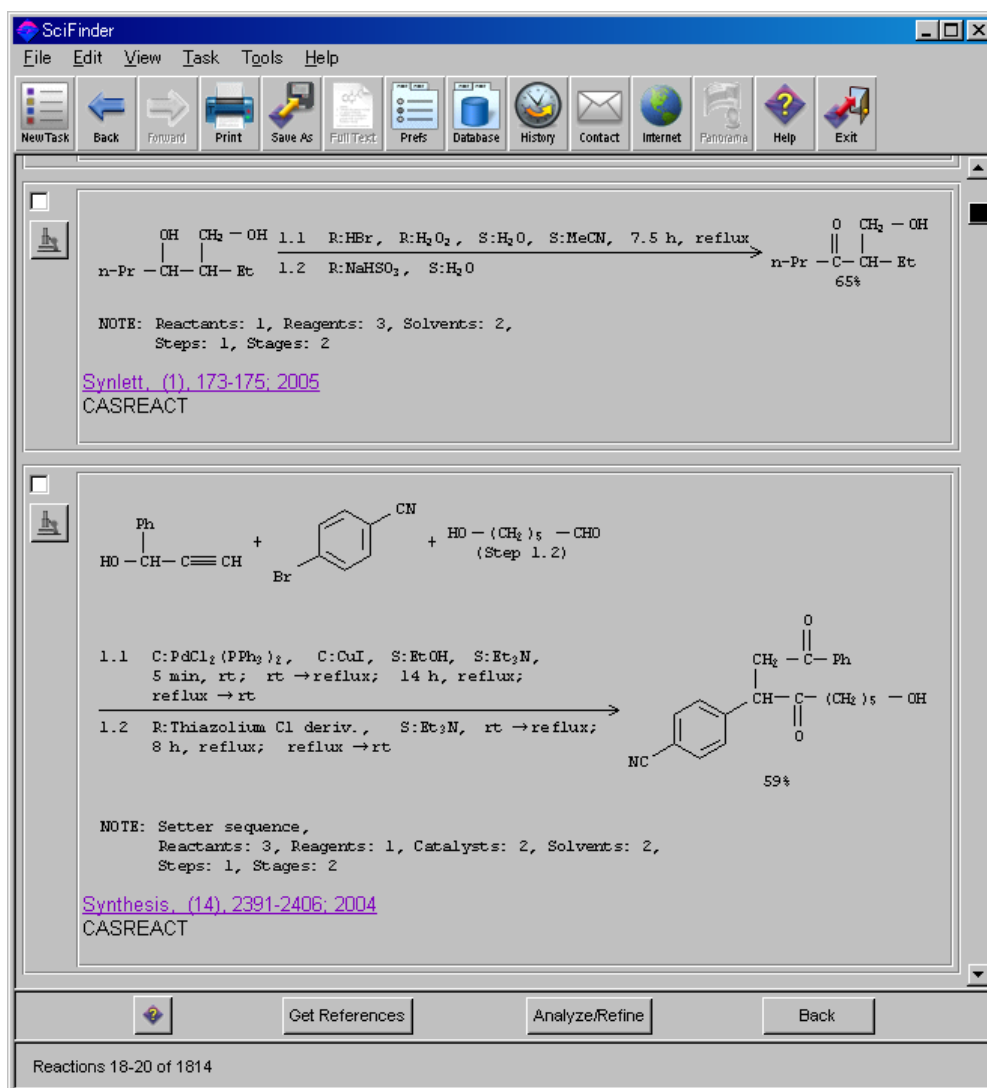 SciFinder
File Edit View Task Tools Help
New Task Back Forward Print Save As Full Text Prefs Database History Contact Internet Panorama Help Exit
OH CH₂ — OH
n-Pr — CH — CH — Et
1.1 R:HBr, R:H₂O₂, S:H₂O, S:MeCN, 7.5 h, reflux
1.2 R:NaHSO₃, S:H₂O
O CH₂ — OH
n-Pr — C — CH — Et
65%
NOTE: Reactants: 1, Reagents: 3, Solvents: 2,
Steps: 1, Stages: 2
Synlett, (1), 173-175; 2005
CASREACT
Ph
HO — CH — C≡CH
+
CN
Br
+ HO — (CH₂)₅ — CHO
(Step 1.2)
1.1 C:PdCl₂(PPh₃)₂, C:CuI, S:EtOH, S:Et₃N,
5 min, rt; rt → reflux; 14 h, reflux;
reflux → rt
1.2 R:Thiazolium Cl deriv., S:Et₃N, rt → reflux;
8 h, reflux; reflux → rt
O
CH₂ — C — Ph
CH — C — (CH₂)₅ — OH
O
NC
59%
NOTE: Setter sequence,
Reactants: 3, Reagents: 1, Catalysts: 2, Solvents: 2,
Steps: 1, Stages: 2
Synthesis, (14), 2391-2406; 2004
CASREACT
Get References Analyze/Refine Back
Reactions 18-20 of 1814